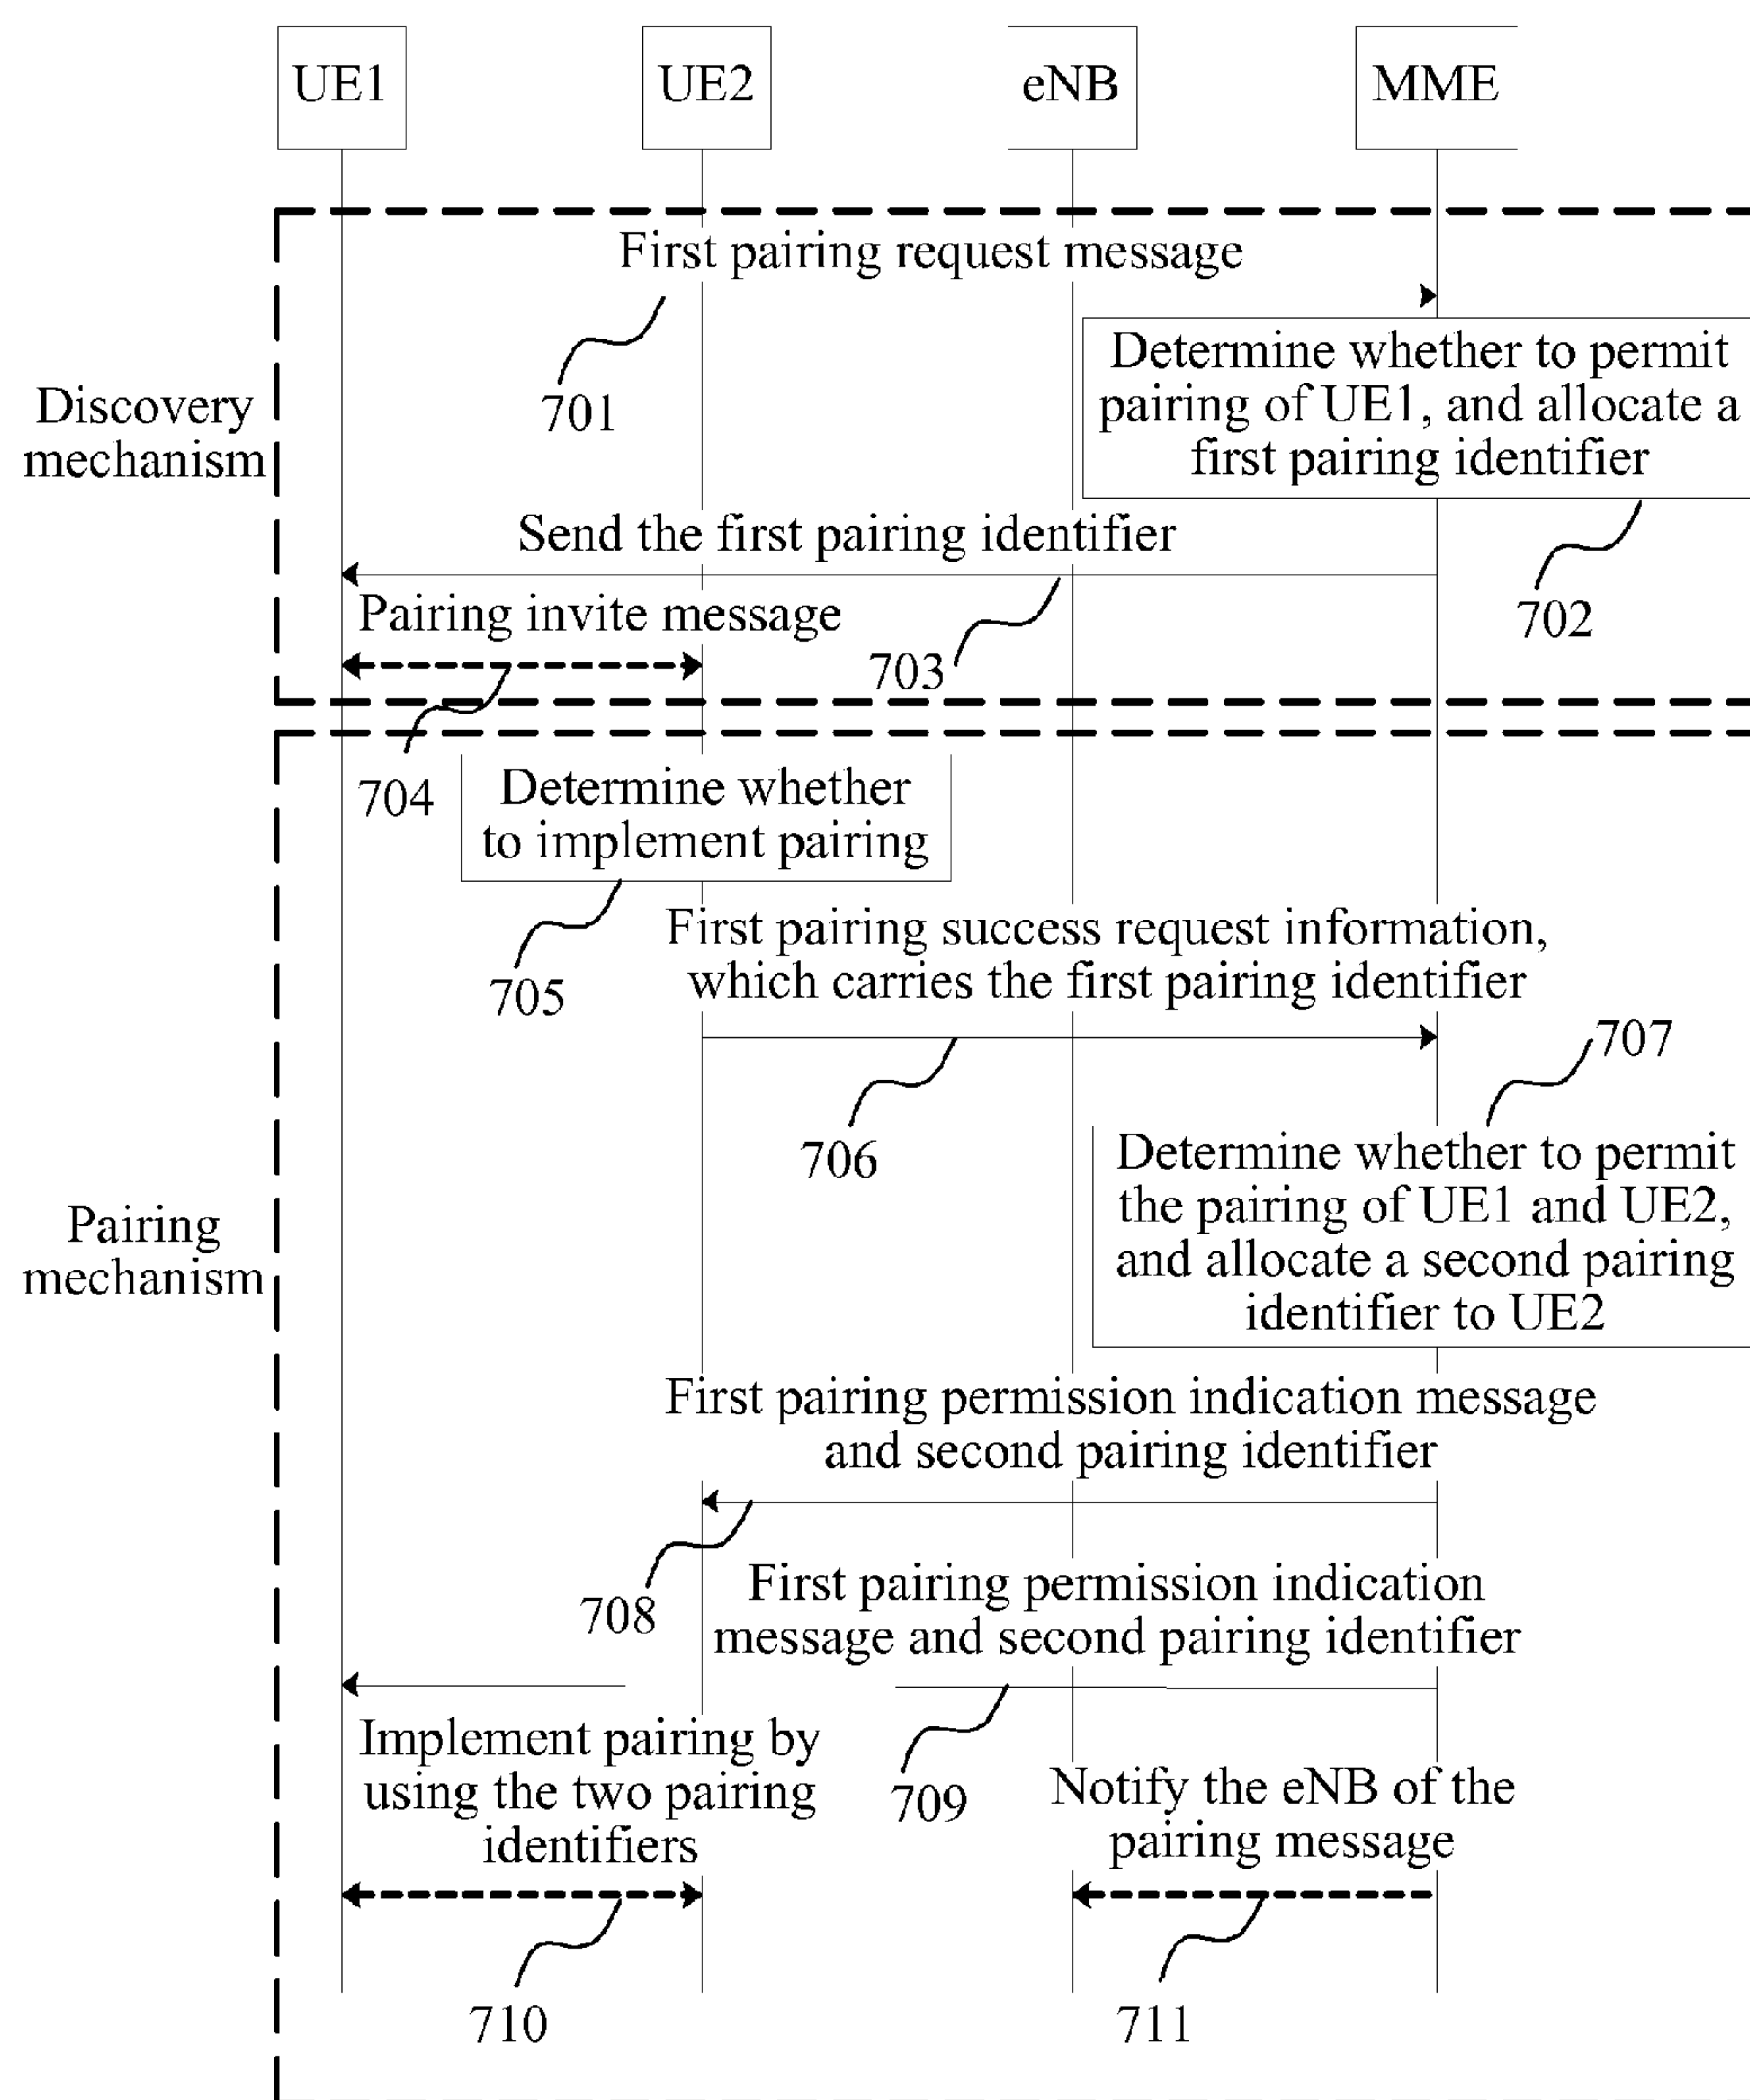 UE1
UE2
eNB
MME
First pairing request message
701
Determine whether to permit
pairing of UE1, and allocate a
first pairing identifier
702
Discovery
mechanism
Send the first pairing identifier
703
Pairing invite message
704
Determine whether
to implement pairing
705
First pairing success request information,
which carries the first pairing identifier
706
707
Determine whether to permit
the pairing of UE1 and UE2,
and allocate a second pairing
identifier to UE2
Pairing
mechanism
First pairing permission indication message
and second pairing identifier
708
First pairing permission indication
message and second pairing identifier
709
Implement pairing by
using the two pairing
identifiers
710
Notify the eNB of the
pairing message
711